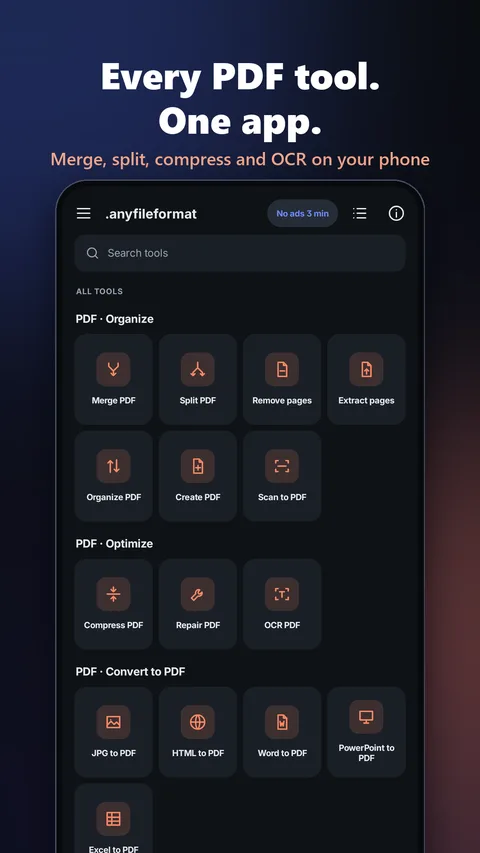 Every PDF tool.
One app.
Merge, split, compress and OCR on your phone
.anyfileformat
No ads 3 min
Search tools
ALL TOOLS
PDF · Organize
Merge PDF
Split PDF
Remove pages
Extract pages
Organize PDF
Create PDF
Scan to PDF
PDF · Optimize
Compress PDF
Repair PDF
OCR PDF
PDF · Convert to PDF
JPG to PDF
HTML to PDF
Word to PDF
PowerPoint to
PDF
Excel to PDF